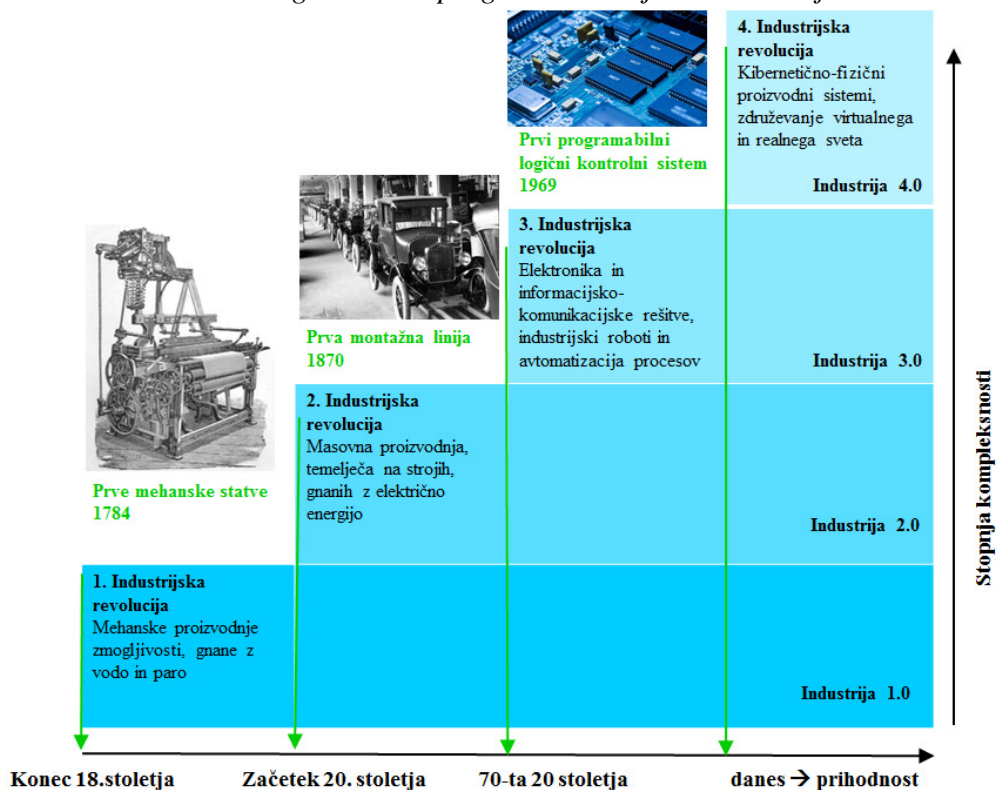 4. Industrijska
revolucija
Kibernetično-fizični
proizvodni sistemi,
združevanje virtualnega
in realnega sveta
Industrija 4.0
Prvi programabilni
logični kontrolni sistem
1969
3. Industrijska
revolucija
Elektronika in
informacijsko-
komunikacijske rešitve,
industrijski roboti in
avtomatizacija procesov
Industrija 3.0
Prva montažna linija
1870
2. Industrijska
revolucija
Masovna proizvodnja,
temelječa na strojih,
gnanih z električno
energijo
Industrija 2.0
Prve mehanske statve
1784
1. Industrijska
revolucija
Mehanske proizvodnje
zmogljivosti, gnane z
vodo in paro
Industrija 1.0
Stopnja kompleksnosti
Konec 18.stoletja
Začetek 20. stoletja
70-ta 20 stoletja
danes → prihodnost